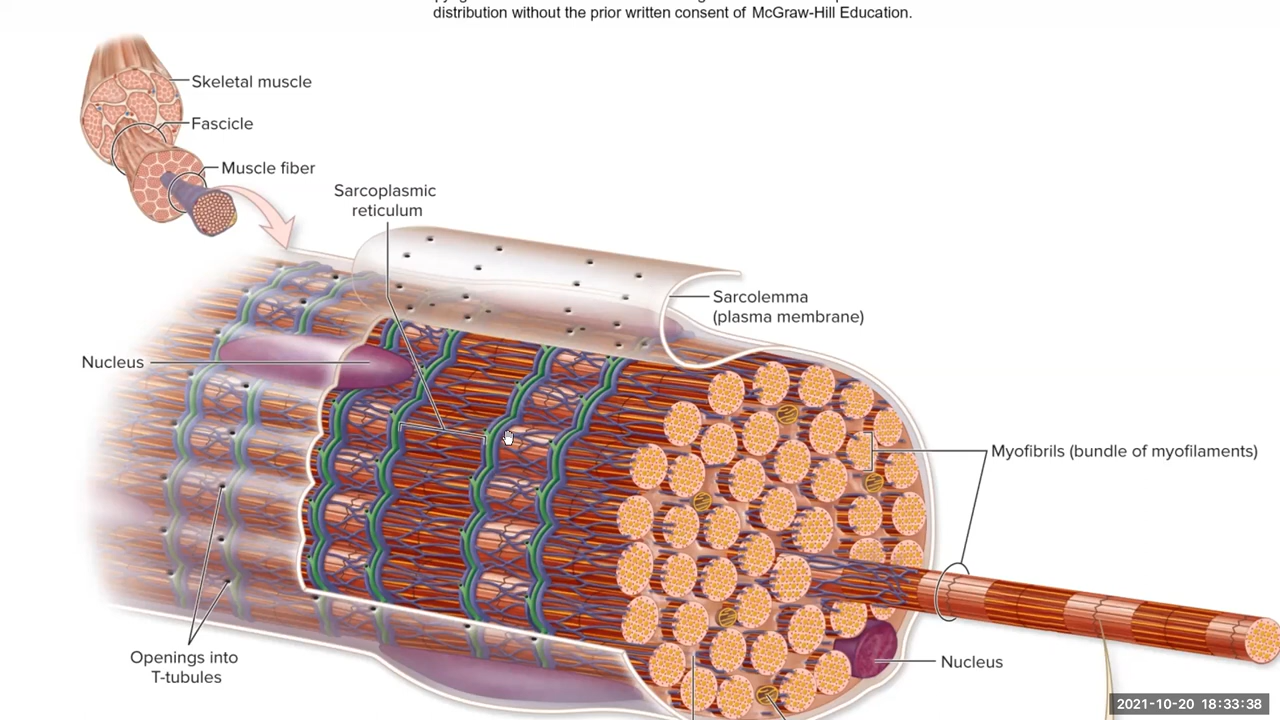 distribution without the prior written consent of McGraw-Hill Education.
Skeletal muscle
Fascicle
Muscle fiber
Sarcoplasmic
reticulum
Sarcolemma
(plasma membrane)
Nucleus
Myofibrils (bundle of myofilaments)
Openings into
T-tubules
Nucleus
2021-10-20 18:33:38